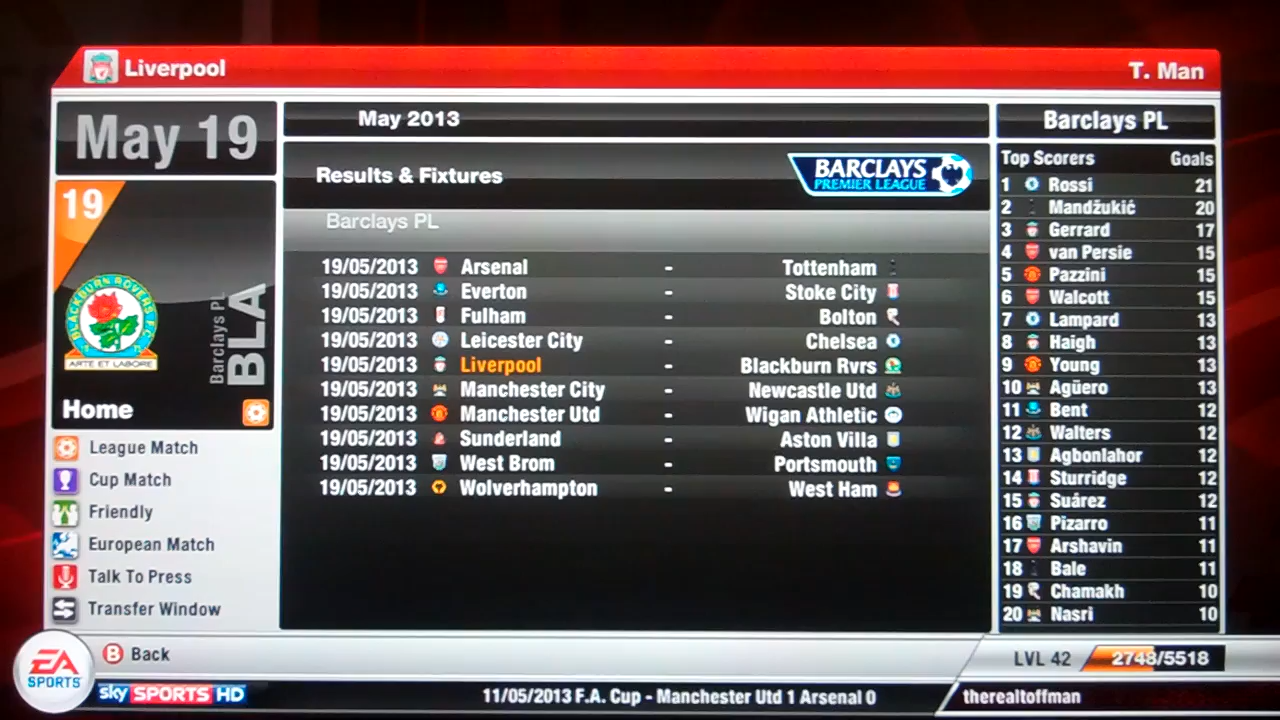 Liverpool
T. Man
May 19
19
BLACKBURN ROVERS F.C.
ARTE ET LABORE
Barclays PL
BLA
Home
League Match
Cup Match
Friendly
European Match
Talk To Press
Transfer Window
May 2013
Results & Fixtures
BARCLAYS
PREMIER LEAGUE
Barclays PL
19/05/2013 Arsenal - Tottenham
19/05/2013 Everton - Stoke City
19/05/2013 Fulham - Bolton
19/05/2013 Leicester City - Chelsea
19/05/2013 Liverpool - Blackburn Rvrs
19/05/2013 Manchester City - Newcastle Utd
19/05/2013 Manchester Utd - Wigan Athletic
19/05/2013 Sunderland - Aston Villa
19/05/2013 West Brom - Portsmouth
19/05/2013 Wolverhampton - West Ham
Barclays PL
Top Scorers Goals
1 Rossi 21
2 Mandžukić 20
3 Gerrard 17
4 van Persie 15
5 Pazzini 15
6 Walcott 15
7 Lampard 13
8 Haigh 13
9 Young 13
10 Agüero 13
11 Bent 12
12 Walters 12
13 Agbonlahor 12
14 Sturridge 12
15 Suárez 12
16 Pizarro 11
17 Arshavin 11
18 Bale 11
19 Chamakh 10
20 Nasri 10
B Back
LVL 42 2748/5518
EA
SPORTS
sky SPORTS HD
11/05/2013 F.A. Cup - Manchester Utd 1 Arsenal 0
therealtoffman